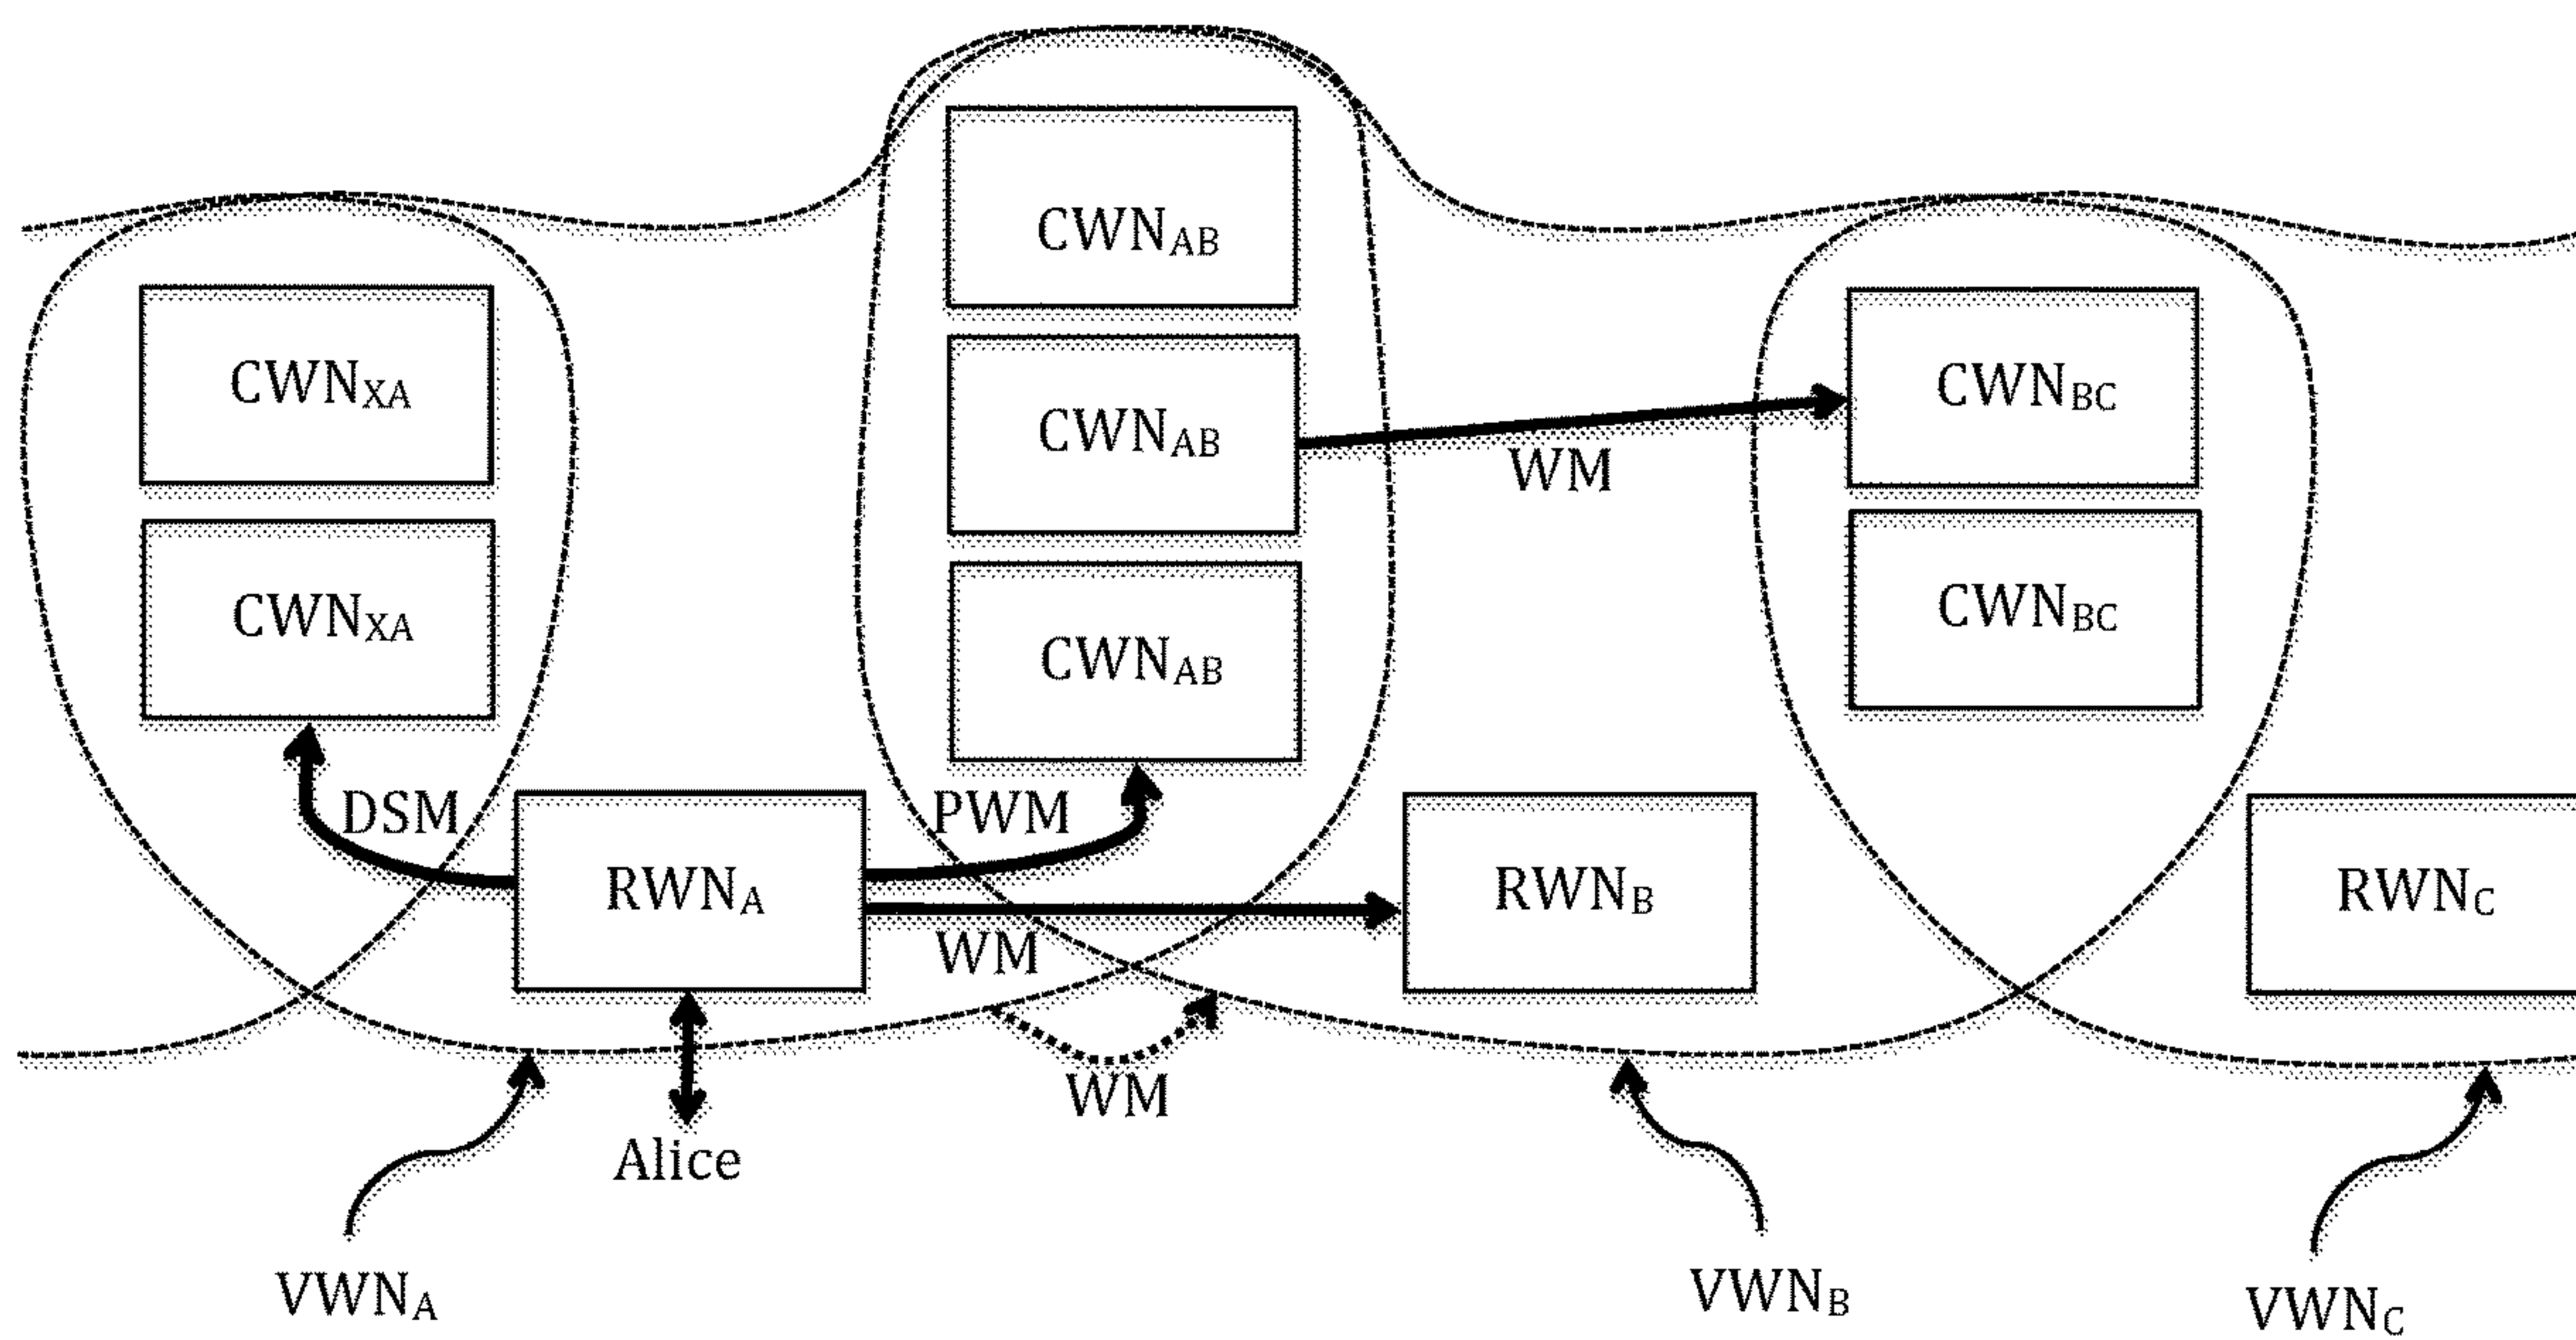 CWNAB
CWNXA
CWNAB
CWNBC
WM
CWNXA
CWNAB
CWNBC
DSM
PWM
RWNA
RWNB
RWNC
WM
WM
Alice
VWNA
VWNB
VWNC